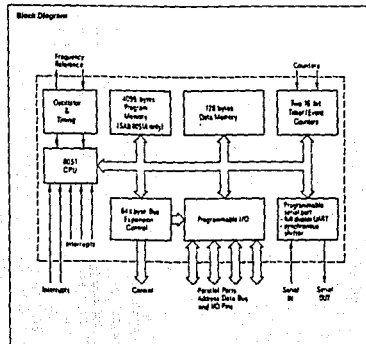 Block Diagram
Frequency
Reference
Counters
Oscillator
&
Timing
4096 bytes
Program
Memory
(SAB 8051A only)
128 bytes
Data Memory
Two 16 bit
Timer/Event
Counters
8051
CPU
64 k byte Bus
Expansion
Control
Programmable I/O
Programmable
serial port
- full duplex UART
- synchronous
shifter
Interrupts
Interrupts
Control
Parallel Ports
Address Data Bus
and I/O Pins
Serial
IN
Serial
OUT